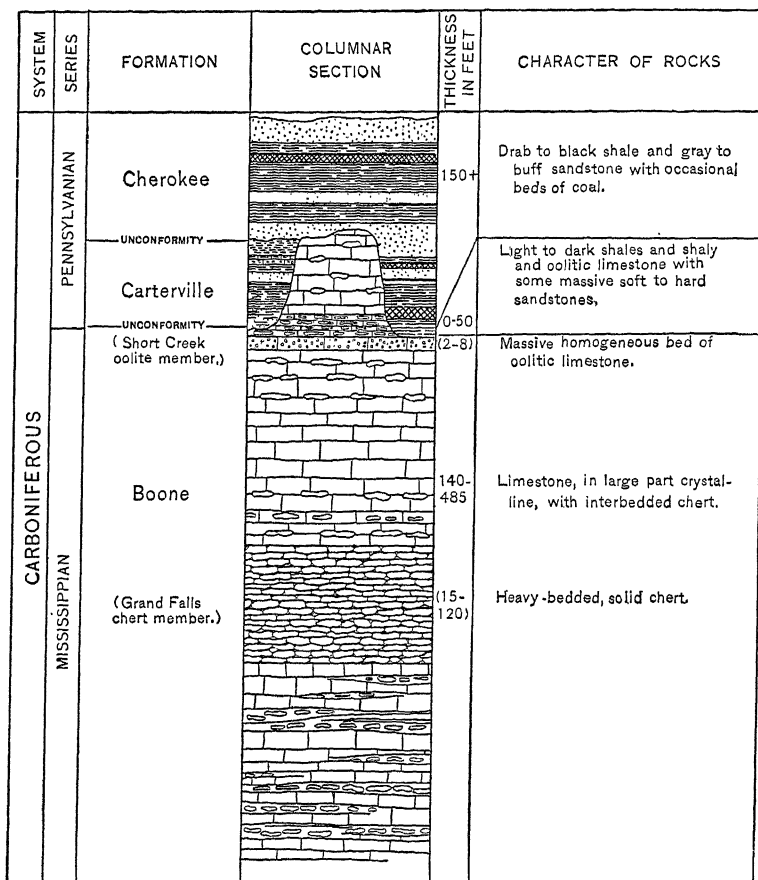 SYSTEM
SERIES
FORMATION
COLUMNAR
SECTION
THICKNESS
IN FEET
CHARACTER OF ROCKS
CARBONIFEROUS
PENNSYLVANIAN
Cherokee
150+
Drab to black shale and gray to
buff sandstone with occasional
beds of coal.
UNCONFORMITY
Carterville
0-50
Light to dark shales and shaly
and oolitic limestone with
some massive soft to hard
sandstones,
UNCONFORMITY
MISSISSIPPIAN
( Short Creek
oolite member.)
(2-8)
Massive homogeneous bed of
oolitic limestone.
Boone
140-
485
Limestone, in large part crystal-
line, with interbedded chert.
(Grand Falls
chert member.)
(15-
120)
Heavy-bedded, solid chert.